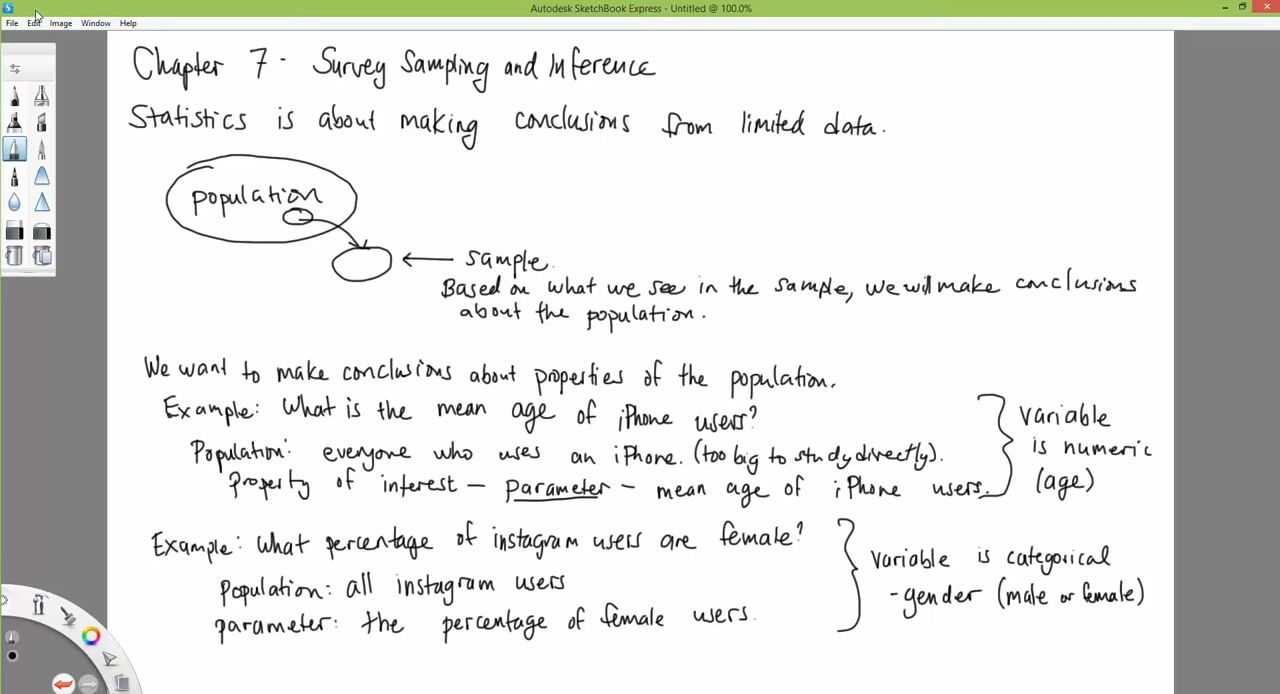 Autodesk SketchBook Express - Untitled @ 100.0%
File Edit Image Window Help
Chapter 7 - Survey Sampling and Inference
Statistics is about making conclusions from limited data.
population
← sample.
Based on what we see in the sample, we will make conclusions
about the population.
We want to make conclusions about properties of the population.
Example: What is the mean age of iPhone users?
Population: everyone who uses an iPhone. (too big to study directly).
Property of interest - parameter - mean age of iPhone users.
variable
is numeric
(age)
Example: What percentage of instagram users are female?
Population: all instagram users
parameter: the percentage of female users.
variable is categorical
- gender (male or female)